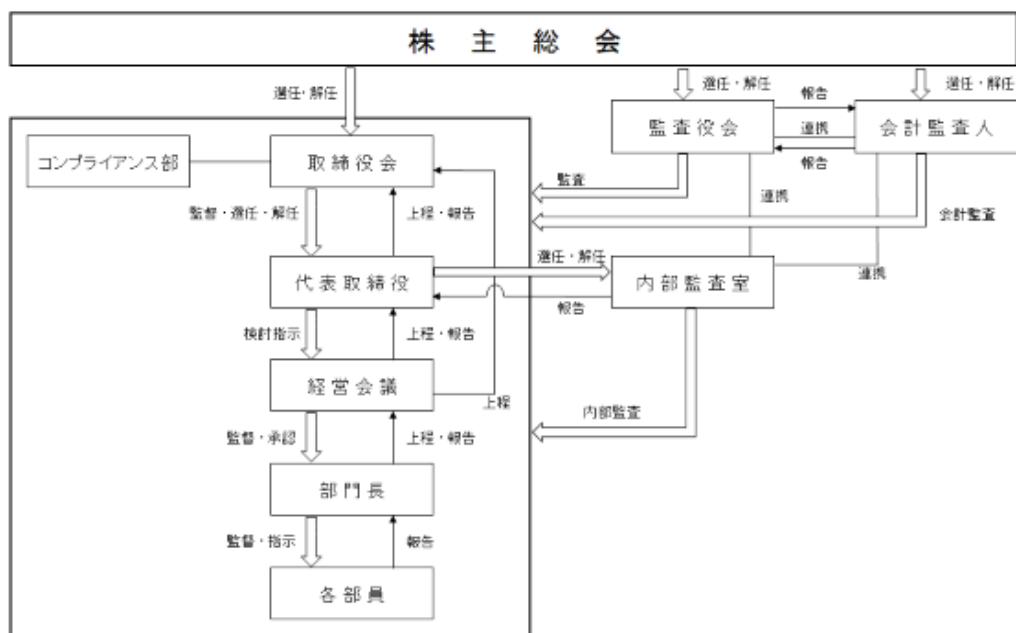 株主総会
選任・解任
選任・解任
選任・解任
報告
監査役会
連携
会計監査人
報告
コンプライアンス部
取締役会
監査
監督・選任・解任
上程・報告
連携
会計監査
選任・解任
代表取締役
内部監査室
連携
報告
検討指示
上程・報告
経営会議
上程
内部監査
監督・承認
上程・報告
部門長
監督・指示
報告
各部員